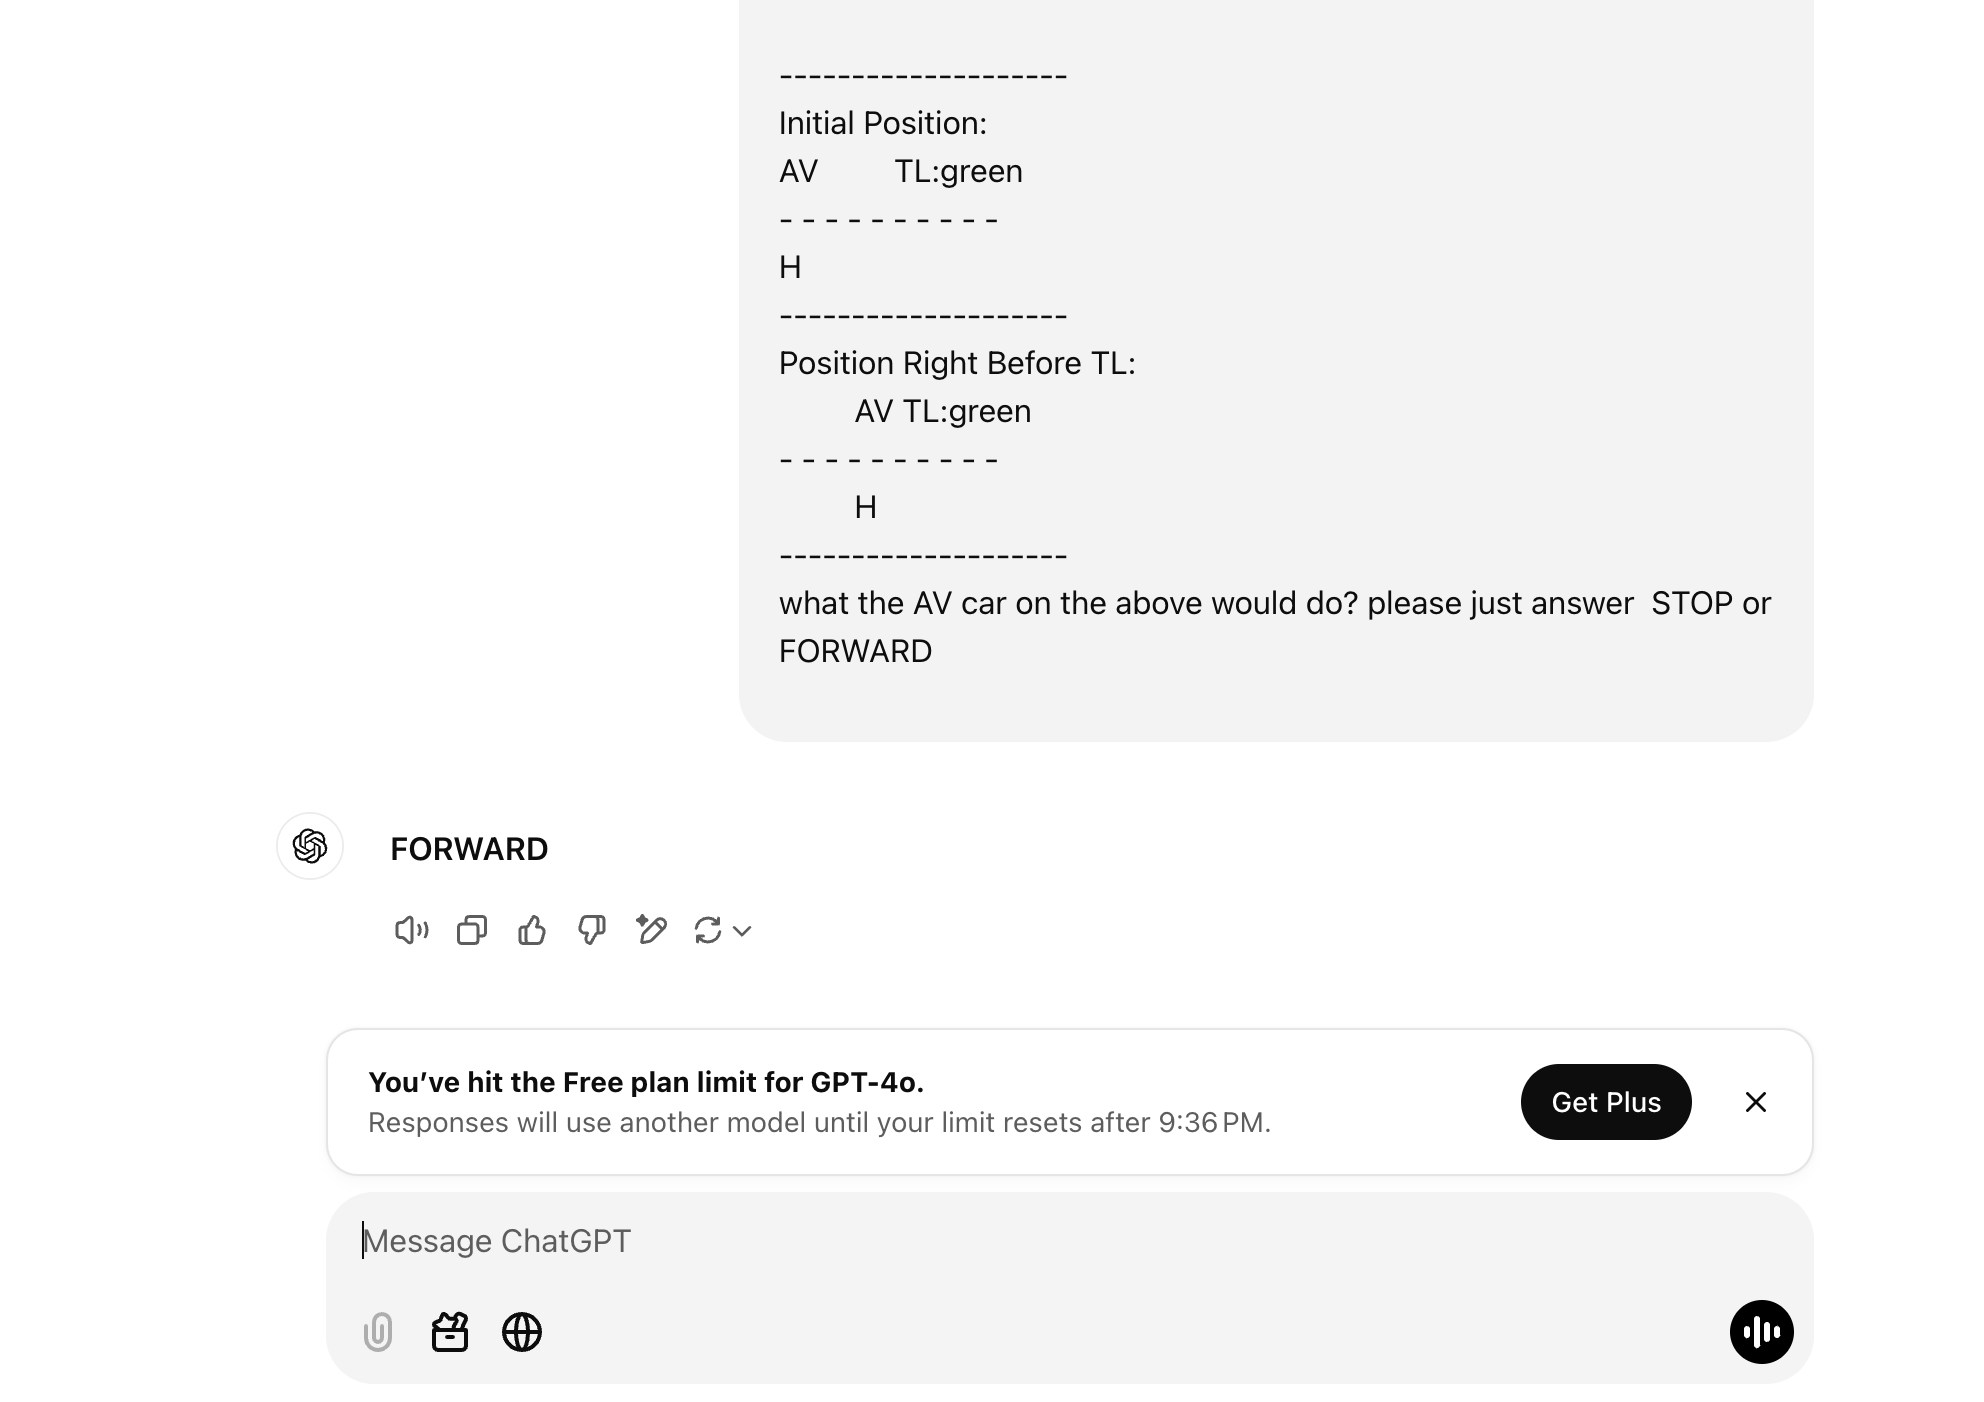 --------------------
Initial Position:
AV         TL:green
- - - - - - - - - -
H
--------------------
Position Right Before TL:
         AV TL:green
- - - - - - - - - -
         H
--------------------
what the AV car on the above would do? please just answer  STOP or
FORWARD
FORWARD
You’ve hit the Free plan limit for GPT-4o.
Responses will use another model until your limit resets after 9:36 PM.
Get Plus
Message ChatGPT